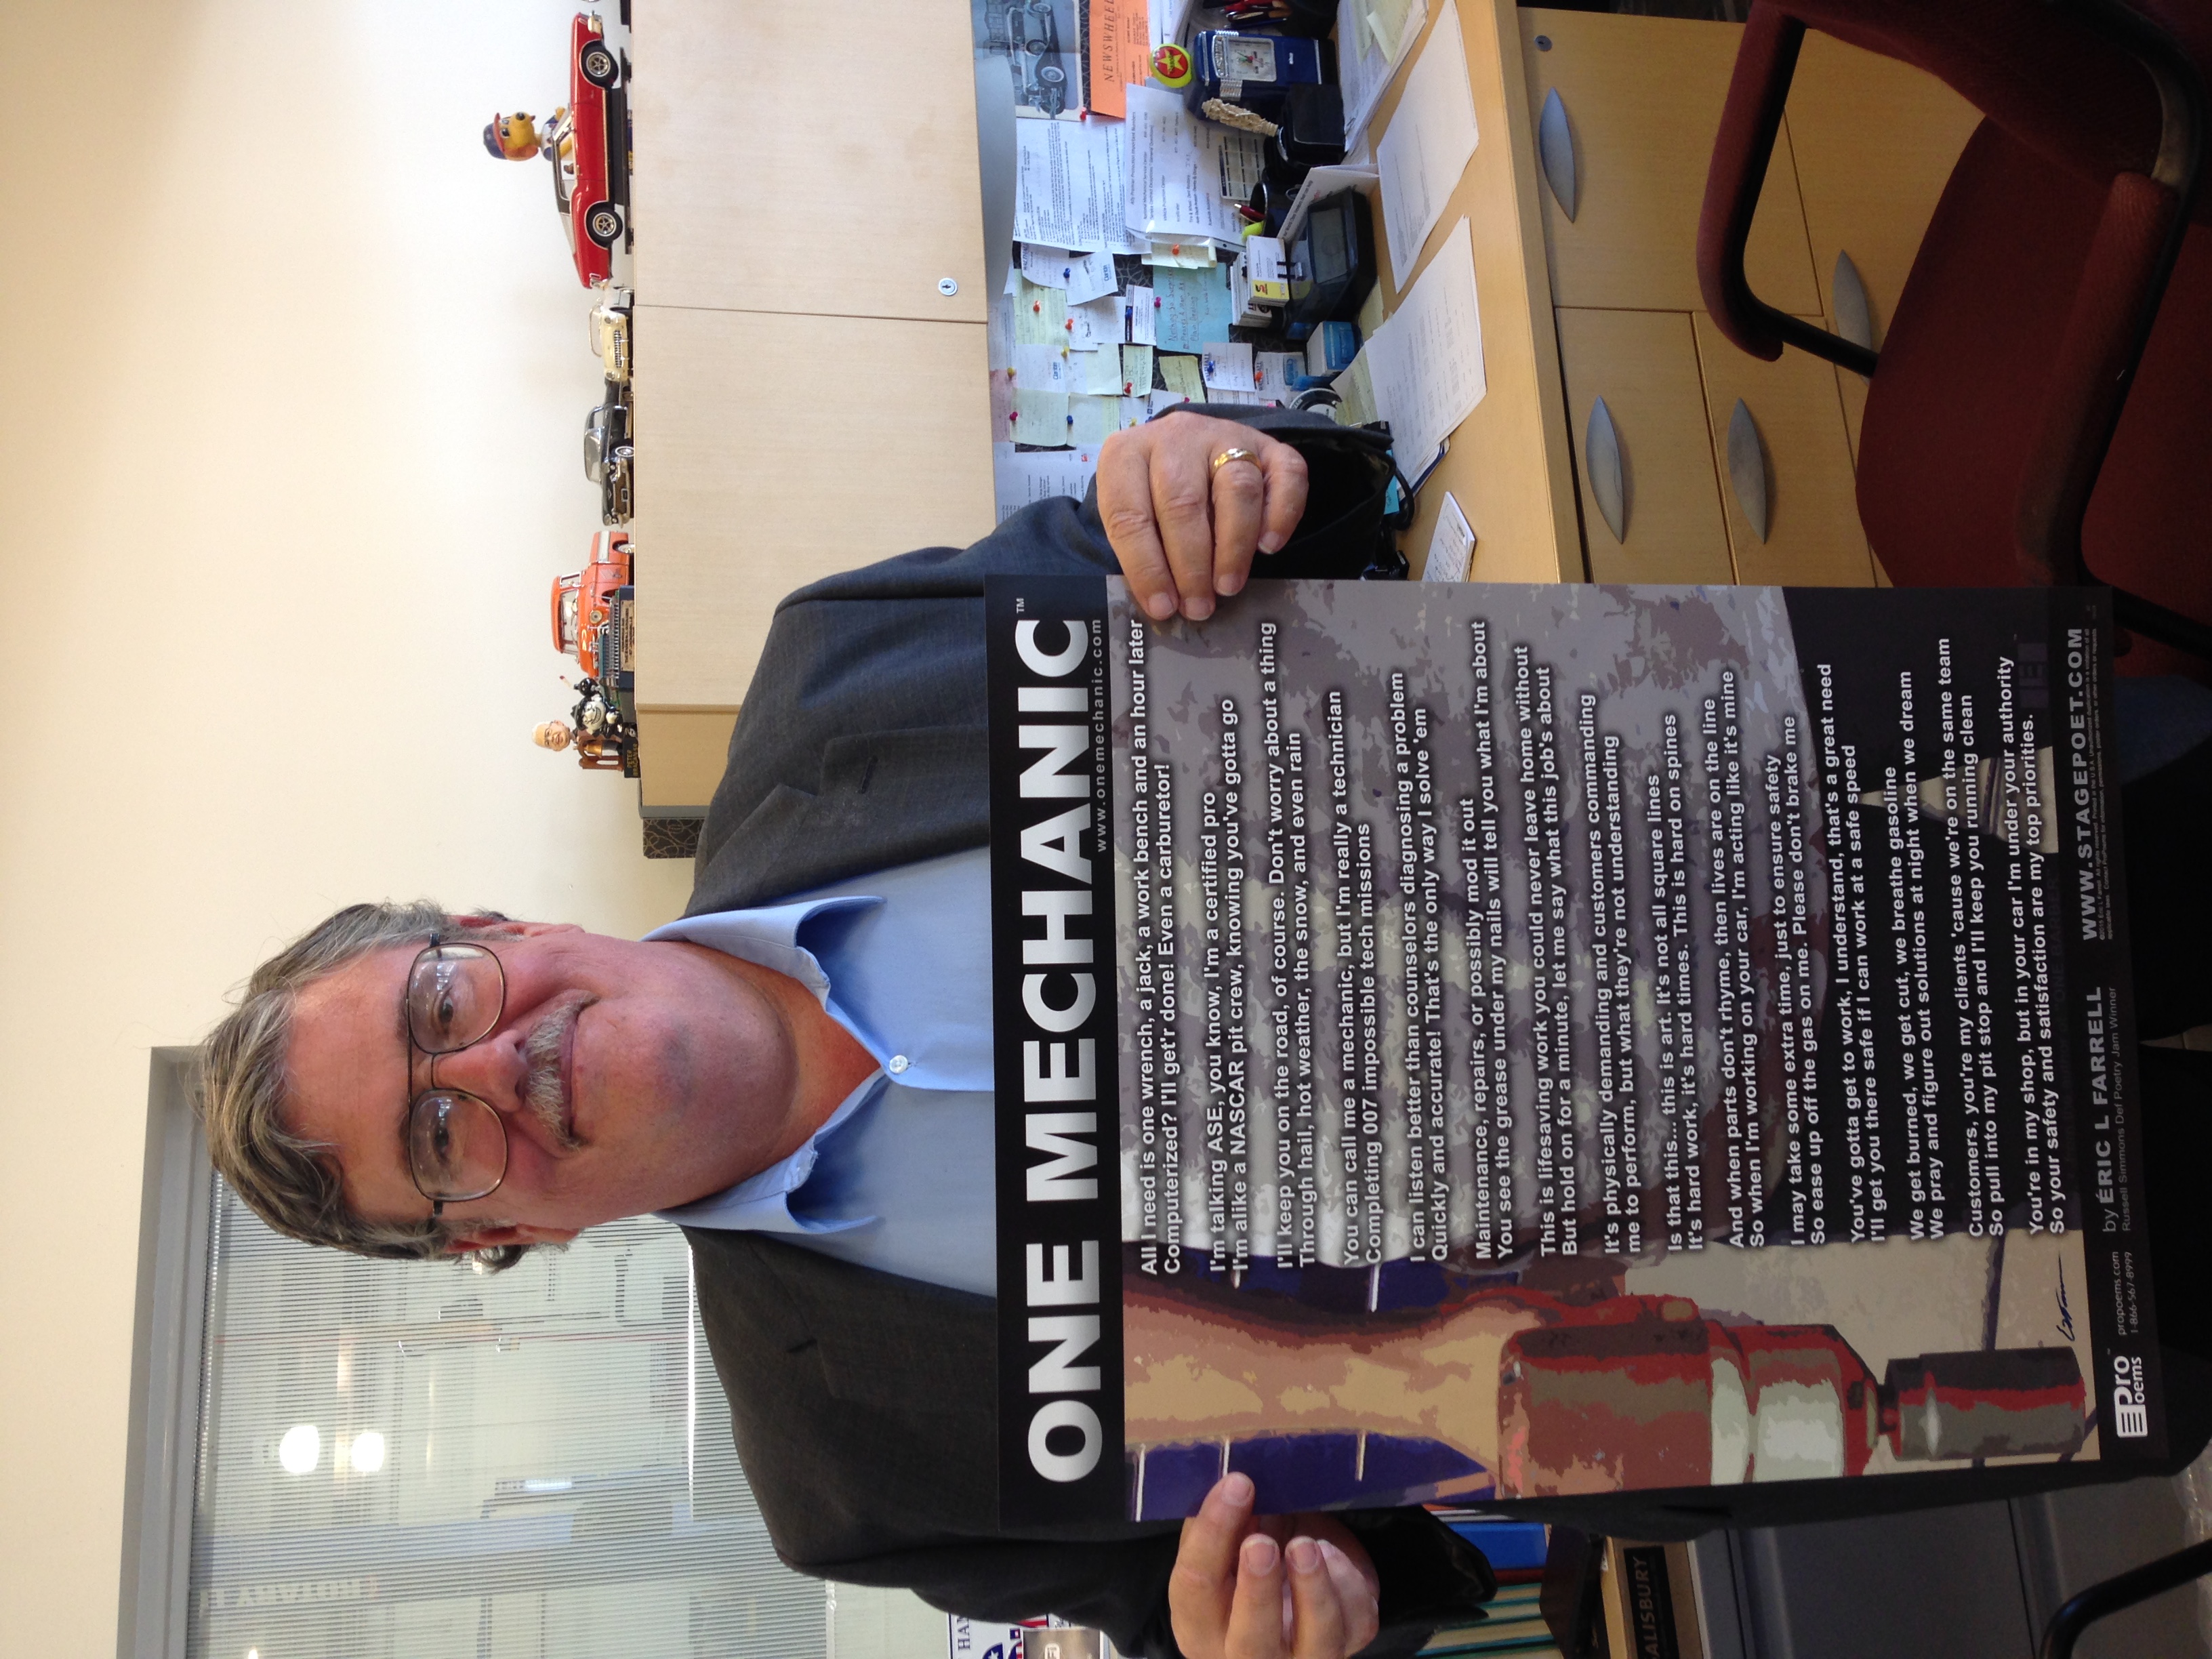 ONE MECHANIC™
www.onemechanic.com
All I need is one wrench, a jack, a work bench and an hour later
Computerized? I'll get'r done! Even a carburetor!
I'm talking ASE, you know, I'm a certified pro
I'm alike a NASCAR pit crew, knowing you've gotta go
I'll keep you on the road, of course. Don't worry about a thing
Through hail, hot weather, the snow, and even rain
You can call me a mechanic, but I'm really a technician
Completing 007 impossible tech missions
I can listen better than counselors diagnosing a problem
Quickly and accurate! That's the only way I solve 'em
Maintenance, repairs, or possibly mod it out
You see the grease under my nails will tell you what I'm about
This is lifesaving work you could never leave home without
But hold on for a minute, let me say what this job's about
It's physically demanding and customers commanding
me to perform, but what they're not understanding
Is that this... this is art. It's not all square lines
It's hard work, it's hard times. This is hard on spines
And when parts don't rhyme, then lives are on the line
So when I'm working on your car, I'm acting like it's mine
I may take some extra time, just to ensure safety
So ease up off the gas on me. Please don't brake me
You've gotta get to work, I understand, that's a great need
I'll get you there safe if I can work at a safe speed
We get burned, we get cut, we breathe gasoline
We pray and figure out solutions at night when we dream
Customers, you're my clients 'cause we're on the same team
So pull into my pit stop and I'll keep you running clean
You're in my shop, but in your car I'm under your authority
So your safety and satisfaction are my top priorities.
Pro oems™
propoems.com
1-866-567-8999
by ÉRIC L FARRELL
Russell Simmons Def Poetry Jam Winner
WWW.STAGEPOET.COM
NEWSWHEEL
ALISBURY
HA